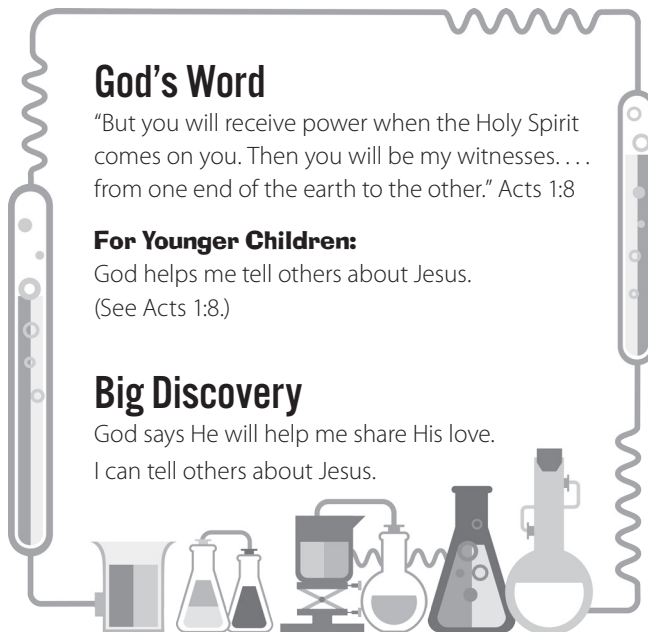 God’s Word
“But you will receive power when the Holy Spirit
comes on you. Then you will be my witnesses. . . .
from one end of the earth to the other.” Acts 1:8
For Younger Children:
God helps me tell others about Jesus.
(See Acts 1:8.)
Big Discovery
God says He will help me share His love.
I can tell others about Jesus.